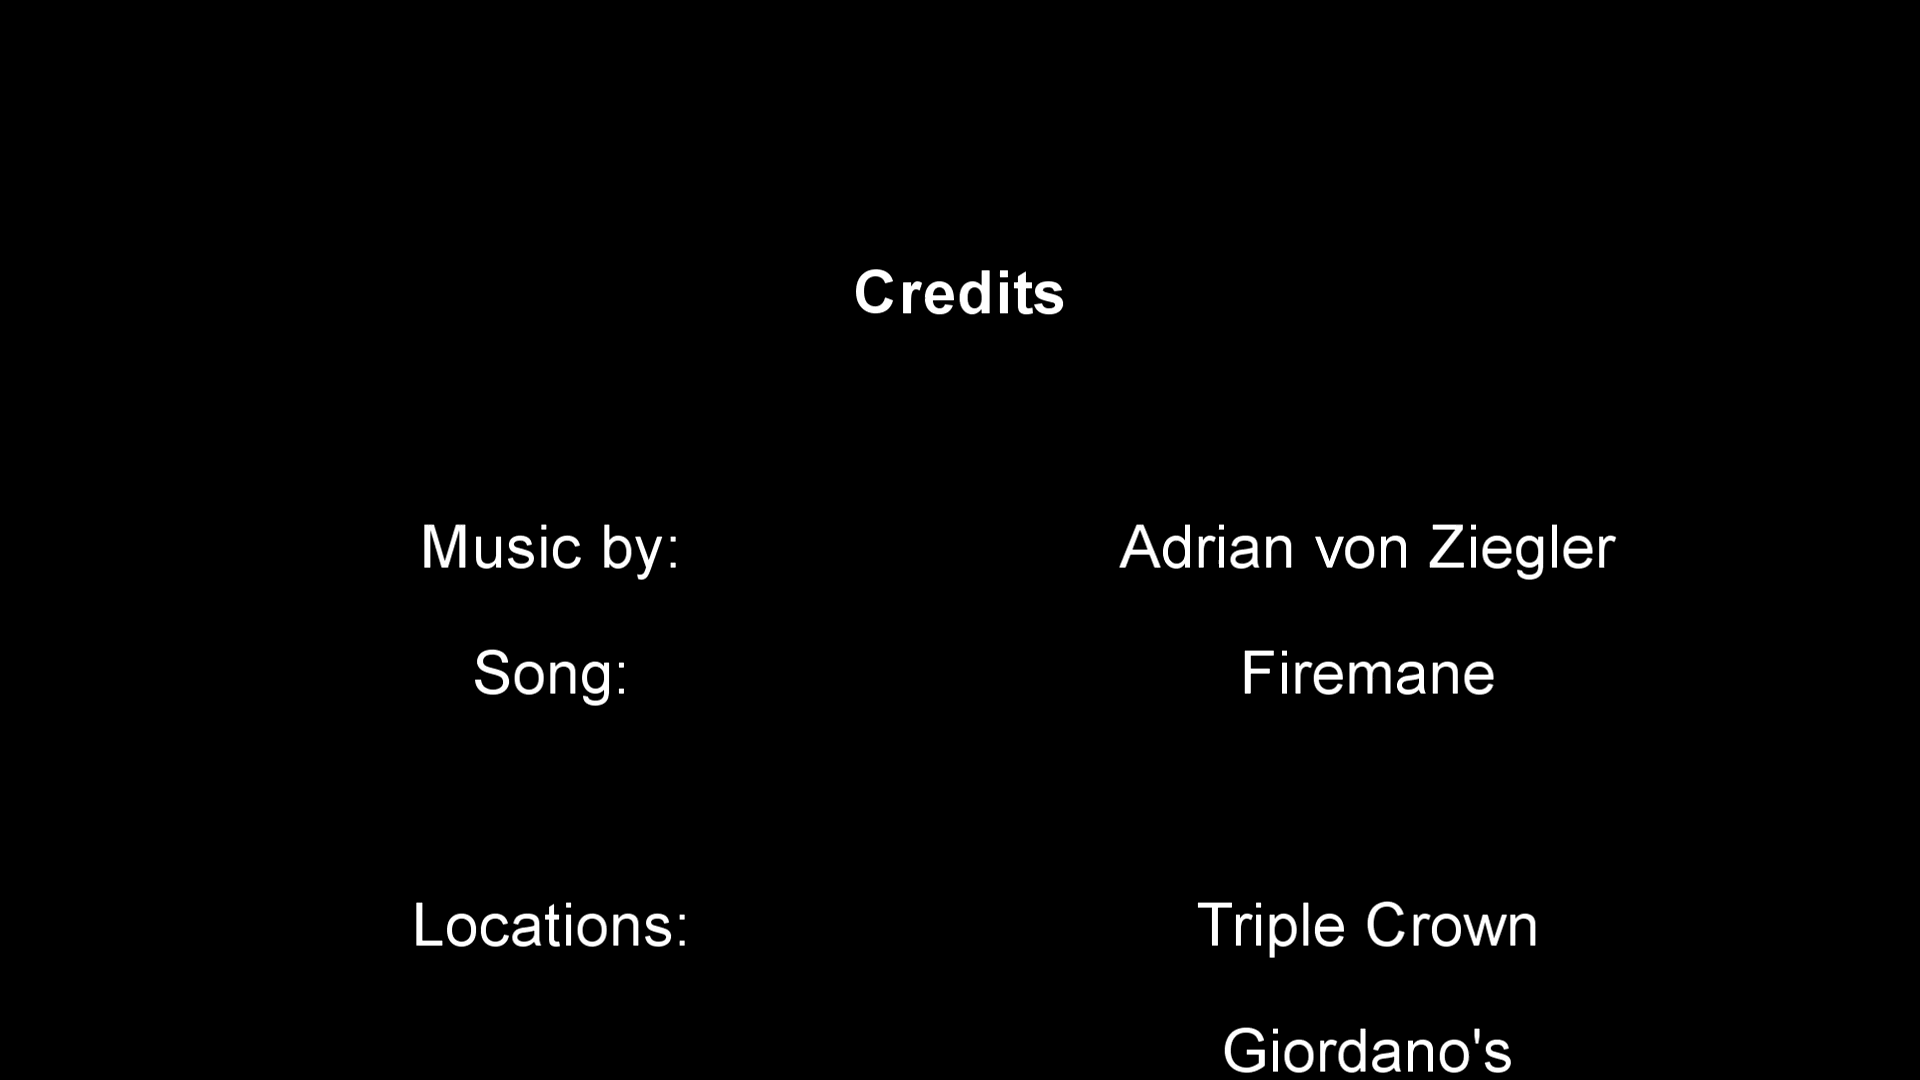 Credits
Music by: Adrian von Ziegler
Song: Firemane
Locations: Triple Crown
Giordano's